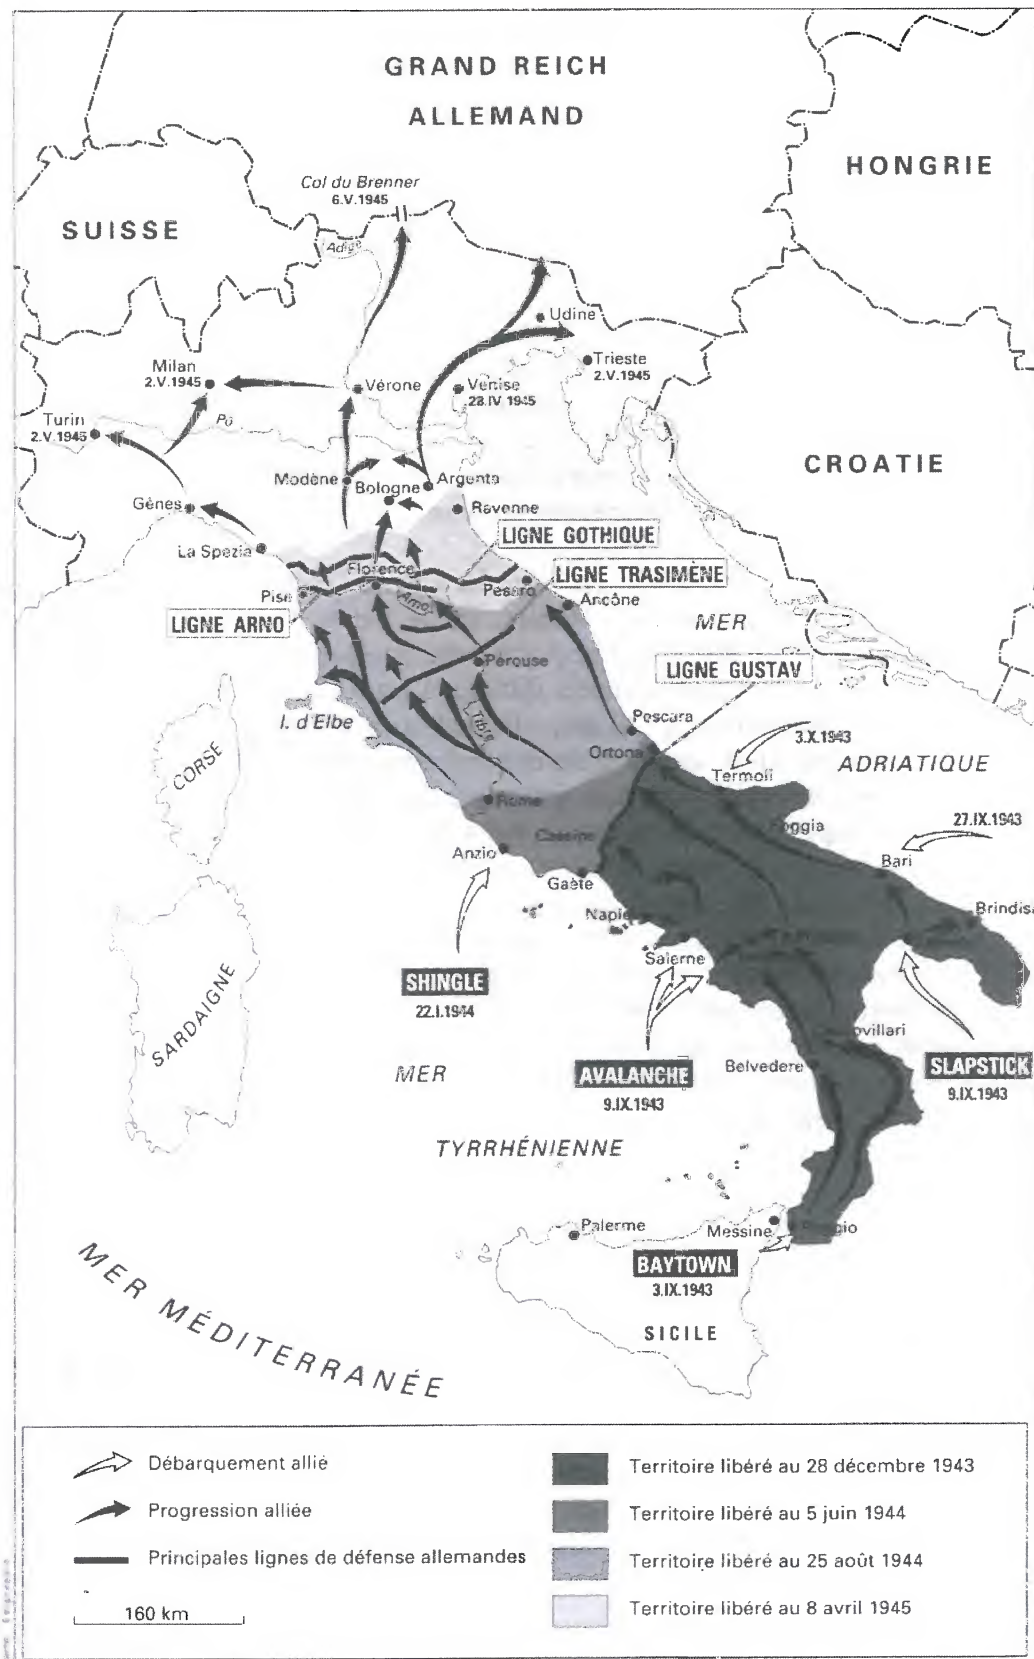 GRAND REICH
ALLEMAND
HONGRIE
SUISSE
Col du Brenner
6.V.1945
Adige
Udine
Trieste
2.V.1945
Milan
2.V.1945
Vérone
Venise
28.IV 1945
Turin
2.V.1945
Pô
CROATIE
Modène
Bologne
Argenta
Gênes
Ravenne
La Spezia
LIGNE GOTHIQUE
Florence
LIGNE TRASIMÈNE
Pise
Arno
Pesaro
Ancône
LIGNE ARNO
MER
Pérouse
LIGNE GUSTAV
I. d'Elbe
Tibre
Pescara
3.X.1943
Ortona
ADRIATIQUE
CORSE
Termoli
Rome
Foggia
27.IX.1943
Cassino
Anzio
Bari
Gaète
Brindisi
SARDAIGNE
Salerne
SHINGLE
22.I.1944
ovillari
MER
AVALANCHE
9.IX.1943
Belvedere
SLAPSTICK
9.IX.1943
TYRRHÉNIENNE
Palerme
Messine
BAYTOWN
3.IX.1943
SICILE
MER MÉDITERRANÉE
Débarquement allié
Progression alliée
Principales lignes de défense allemandes
160 km
Territoire libéré au 28 décembre 1943
Territoire libéré au 5 juin 1944
Territoire libéré au 25 août 1944
Territoire libéré au 8 avril 1945